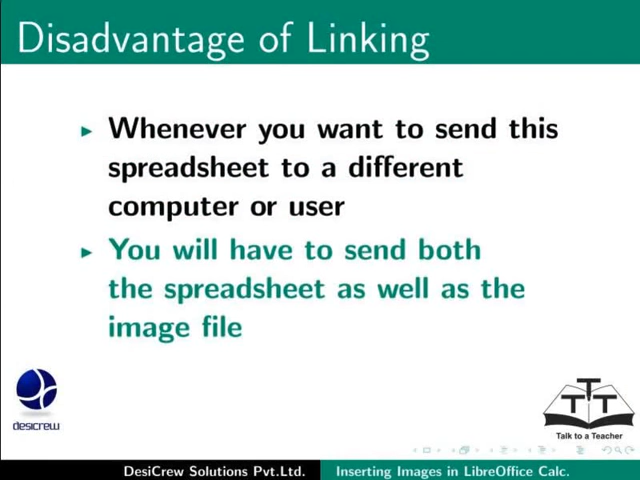 Disadvantage of Linking
Whenever you want to send this
spreadsheet to a different
computer or user
You will have to send both
the spreadsheet as well as the
image file
desicrew
T
T T
Talk to a Teacher
DesiCrew Solutions Pvt.Ltd. Inserting Images in LibreOffice Calc.